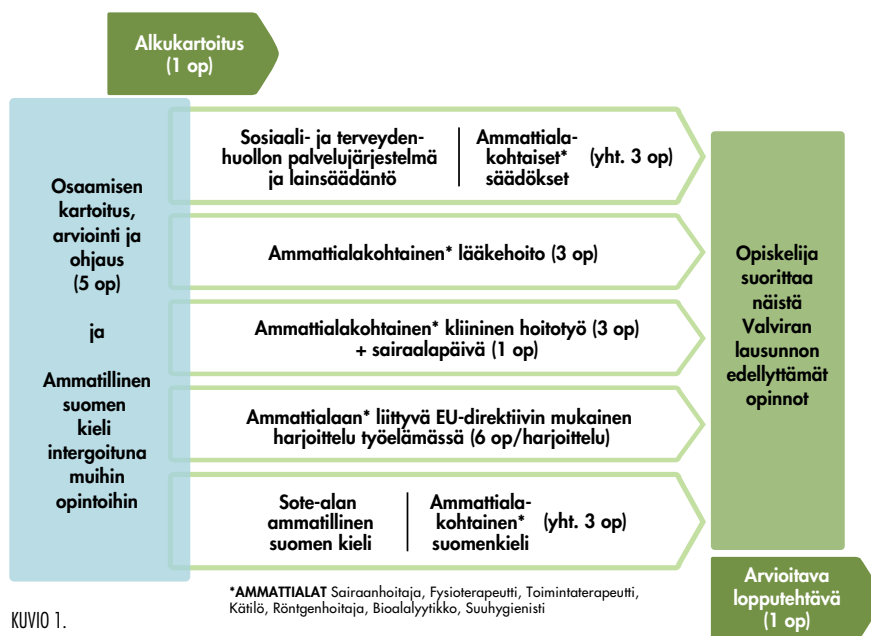 Alkukartoitus
(1 op)
Osaamisen
kartoitus,
arviointi ja
ohjaus
(5 op)
ja
Ammatillinen
suomen
kieli
intergoituna
muihin
opintoihin
Sosiaali- ja terveyden-
huollon palvelujärjestelmä
ja lainsäädäntö
Ammattiala-
kohtaiset*
säädökset
(yht. 3 op)
Ammattialakohtainen* lääkehoito (3 op)
Ammattialakohtainen* kliininen hoitotyö (3 op)
+ sairaalapäivä (1 op)
Ammattialaan* liittyvä EU-direktiivin mukainen
harjoittelu työelämässä (6 op/harjoittelu)
Sote-alan
ammatillinen
suomen kieli
Ammattiala-
kohtainen*
suomenkieli
(yht. 3 op)
Opiskelija
suorittaa
näistä
Valviran
lausunnon
edellyttämät
opinnot
Arvioitava
lopputehtävä
(1 op)
*AMMATTIALAT Sairaanhoitaja, Fysioterapeutti, Toimintaterapeutti,
Kätilö, Röntgenhoitaja, Bioalalyytikko, Suuhygienisti
KUVIO 1.